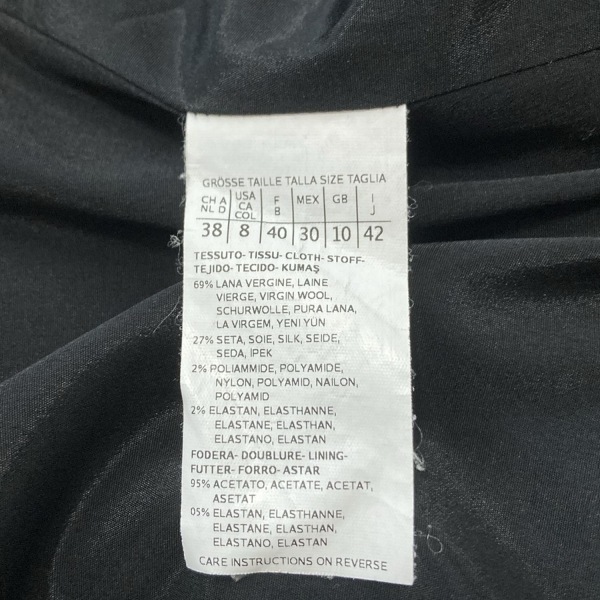 GRÖSSE TAILLE TALLA SIZE TAGLIA
CH A NL D USA CA COL F B MEX GB I J
38 8 40 30 10 42
TESSUTO- TISSU- CLOTH- STOFF-
TEJIDO- TECIDO- KUMAŞ
69% LANA VERGINE, LAINE
VIERGE, VIRGIN WOOL,
SCHURWOLLE, PURA LANA,
LA VIRGEM, YENI YÜN
27% SETA, SOIE, SILK, SEIDE,
SEDA, IPEK
2% POLIAMMIDE, POLYAMIDE,
NYLON, POLYAMID, NAILON,
POLYAMID
2% ELASTAN, ELASTHANNE,
ELASTANE, ELASTHAN,
ELASTANO, ELASTAN
FODERA- DOUBLURE- LINING-
FUTTER- FORRO- ASTAR
95% ACETATO, ACETATE, ACETAT,
ASETAT
05% ELASTAN, ELASTHANNE,
ELASTANE, ELASTHAN,
ELASTANO, ELASTAN
CARE INSTRUCTIONS ON REVERSE